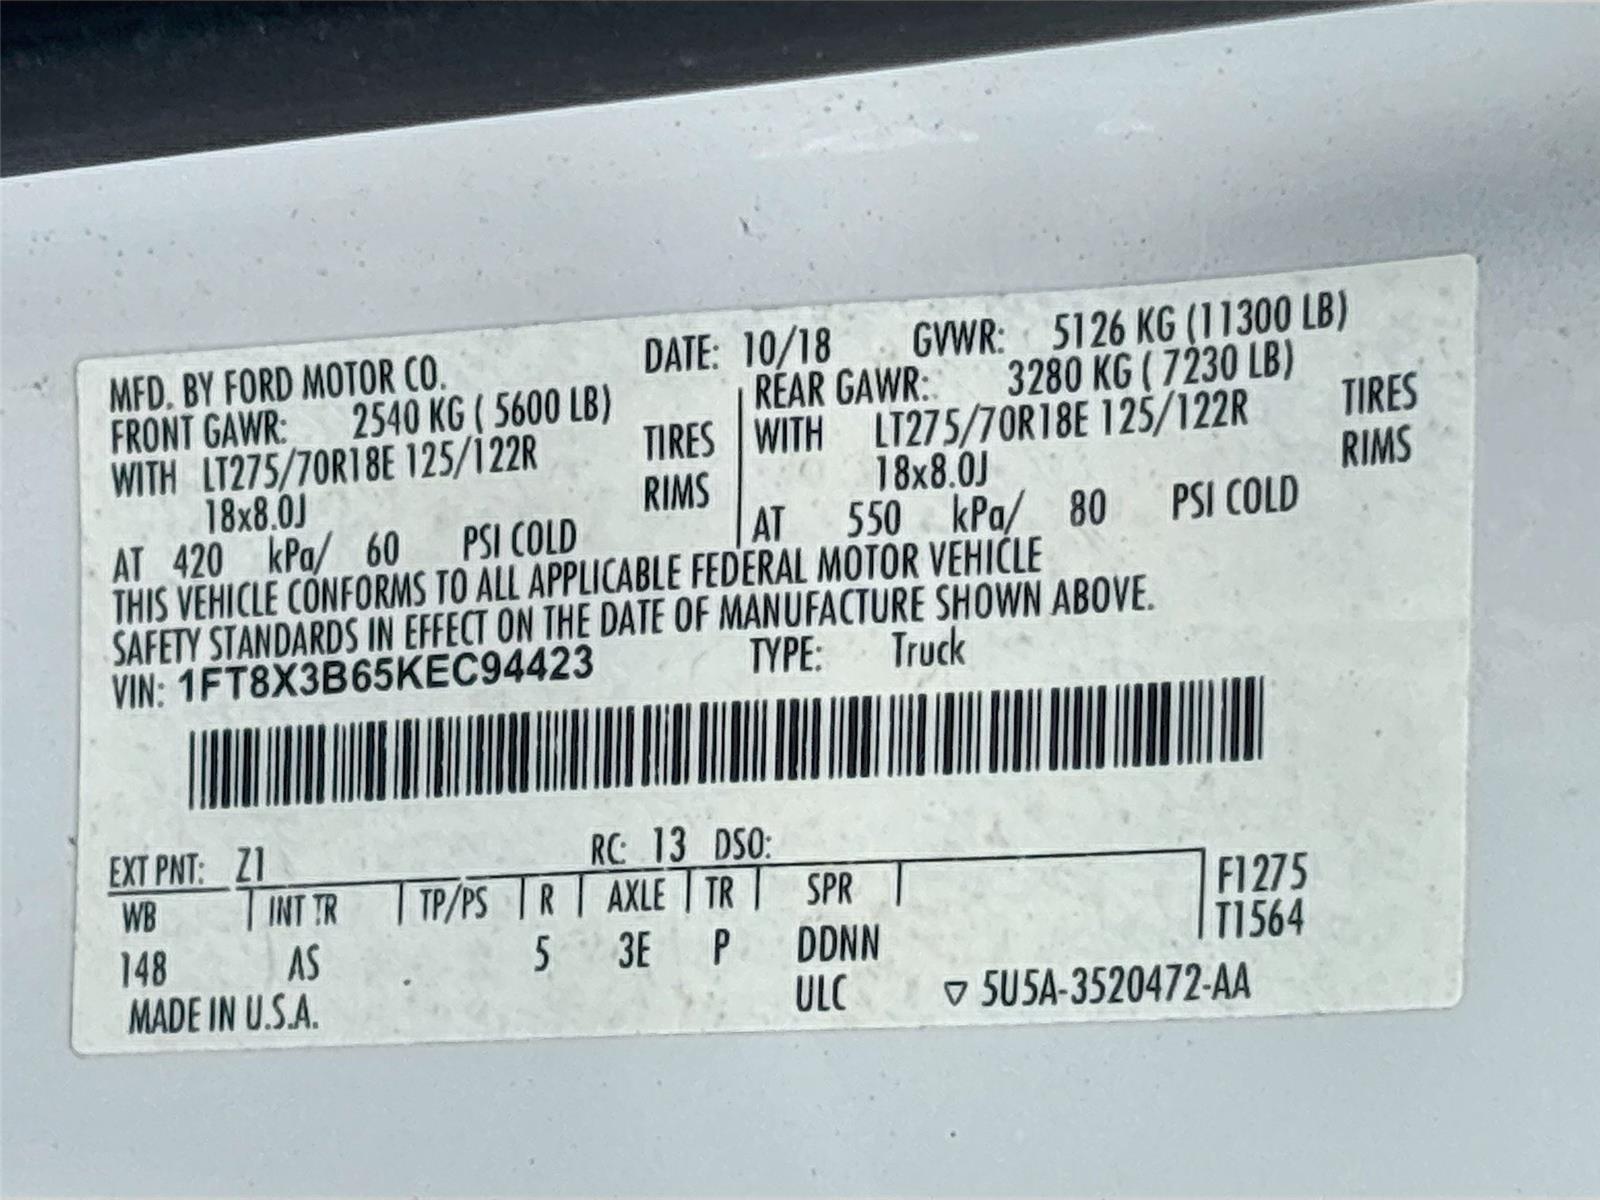 MFD. BY FORD MOTOR CO. DATE: 10/18 GVWR: 5126 KG (11300 LB)
FRONT GAWR: 2540 KG ( 5600 LB) REAR GAWR: 3280 KG ( 7230 LB)
WITH LT275/70R18E 125/122R TIRES WITH LT275/70R18E 125/122R TIRES
18x8.0J RIMS 18x8.0J RIMS
AT 420 kPa/ 60 PSI COLD AT 550 kPa/ 80 PSI COLD
THIS VEHICLE CONFORMS TO ALL APPLICABLE FEDERAL MOTOR VEHICLE
SAFETY STANDARDS IN EFFECT ON THE DATE OF MANUFACTURE SHOWN ABOVE.
VIN: 1FT8X3B65KEC94423 TYPE: Truck
EXT PNT: Z1 RC: 13 DSO:
WB INT TR TP/PS R AXLE TR SPR F1275
T1564
148 AS 5 3E P DDNN
MADE IN U.S.A. ULC ▽ 5U5A-3520472-AA